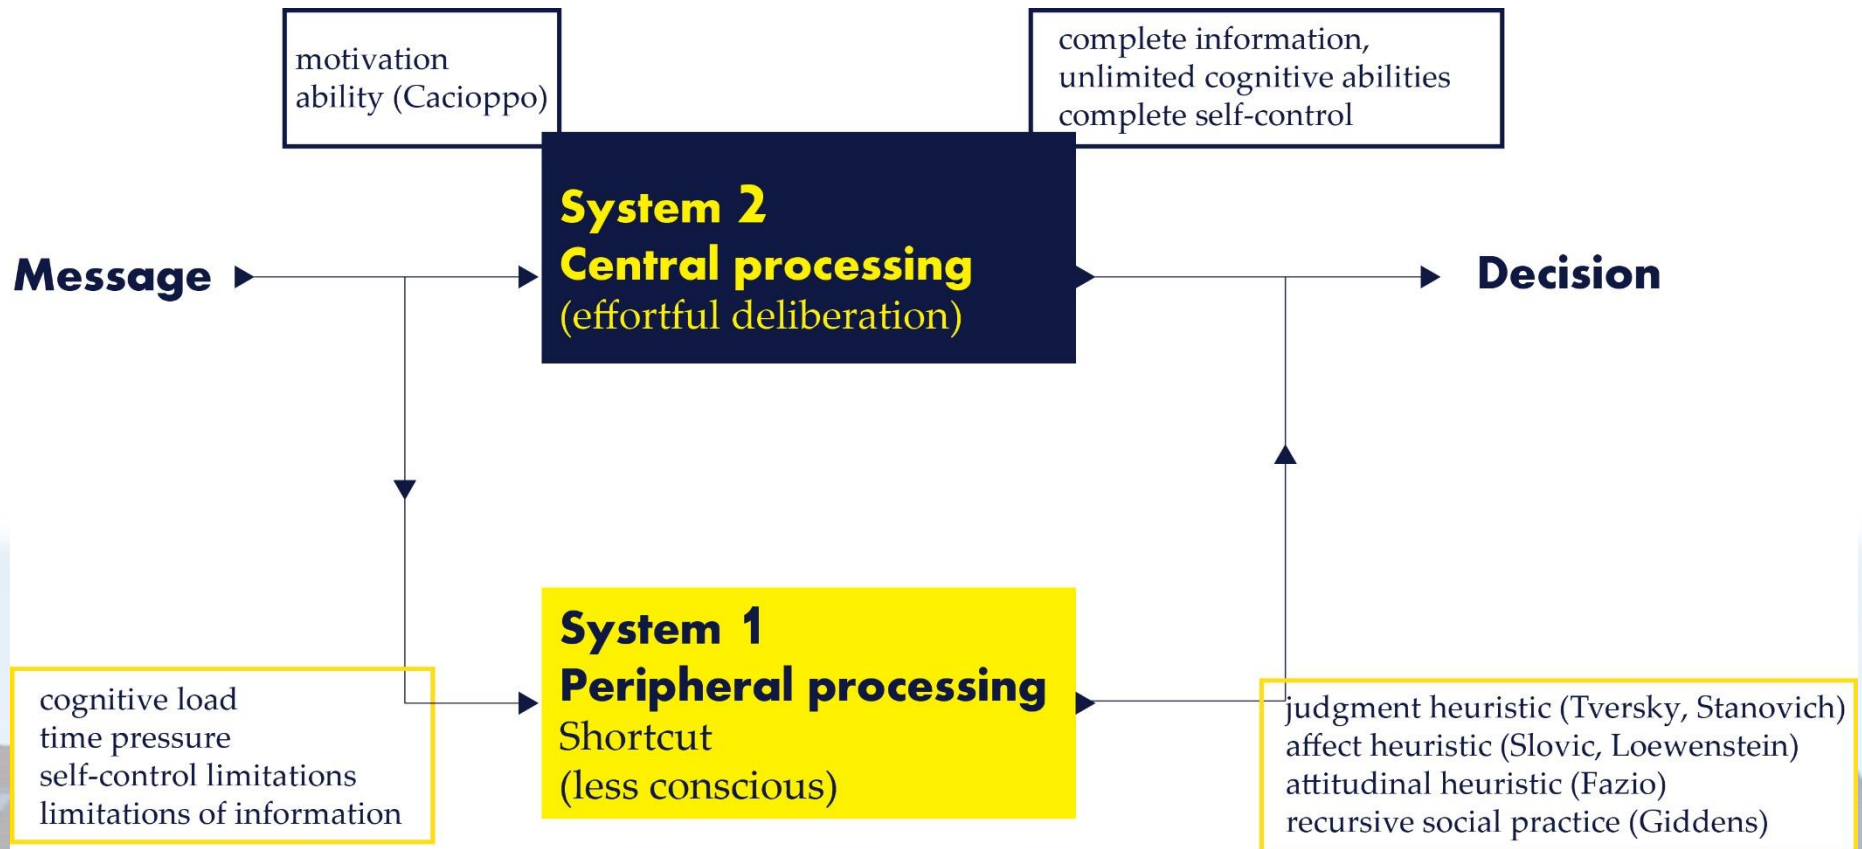 motivation
ability (Cacioppo)
complete information,
unlimited cognitive abilities
complete self-control
System 2
Central processing
(effortful deliberation)
Message
Decision
System 1
Peripheral processing
Shortcut
(less conscious)
cognitive load
time pressure
self-control limitations
limitations of information
judgment heuristic (Tversky, Stanovich)
affect heuristic (Slovic, Loewenstein)
attitudinal heuristic (Fazio)
recursive social practice (Giddens)